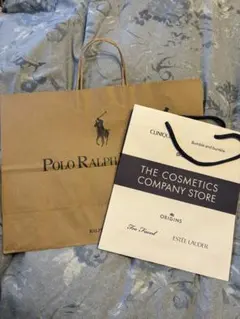 POLO RALPH
CLINIQUE
Bumble and bumble
THE COSMETICS
COMPANY STORE
ORIGINS
Too Faced
ESTĒE LAUDER